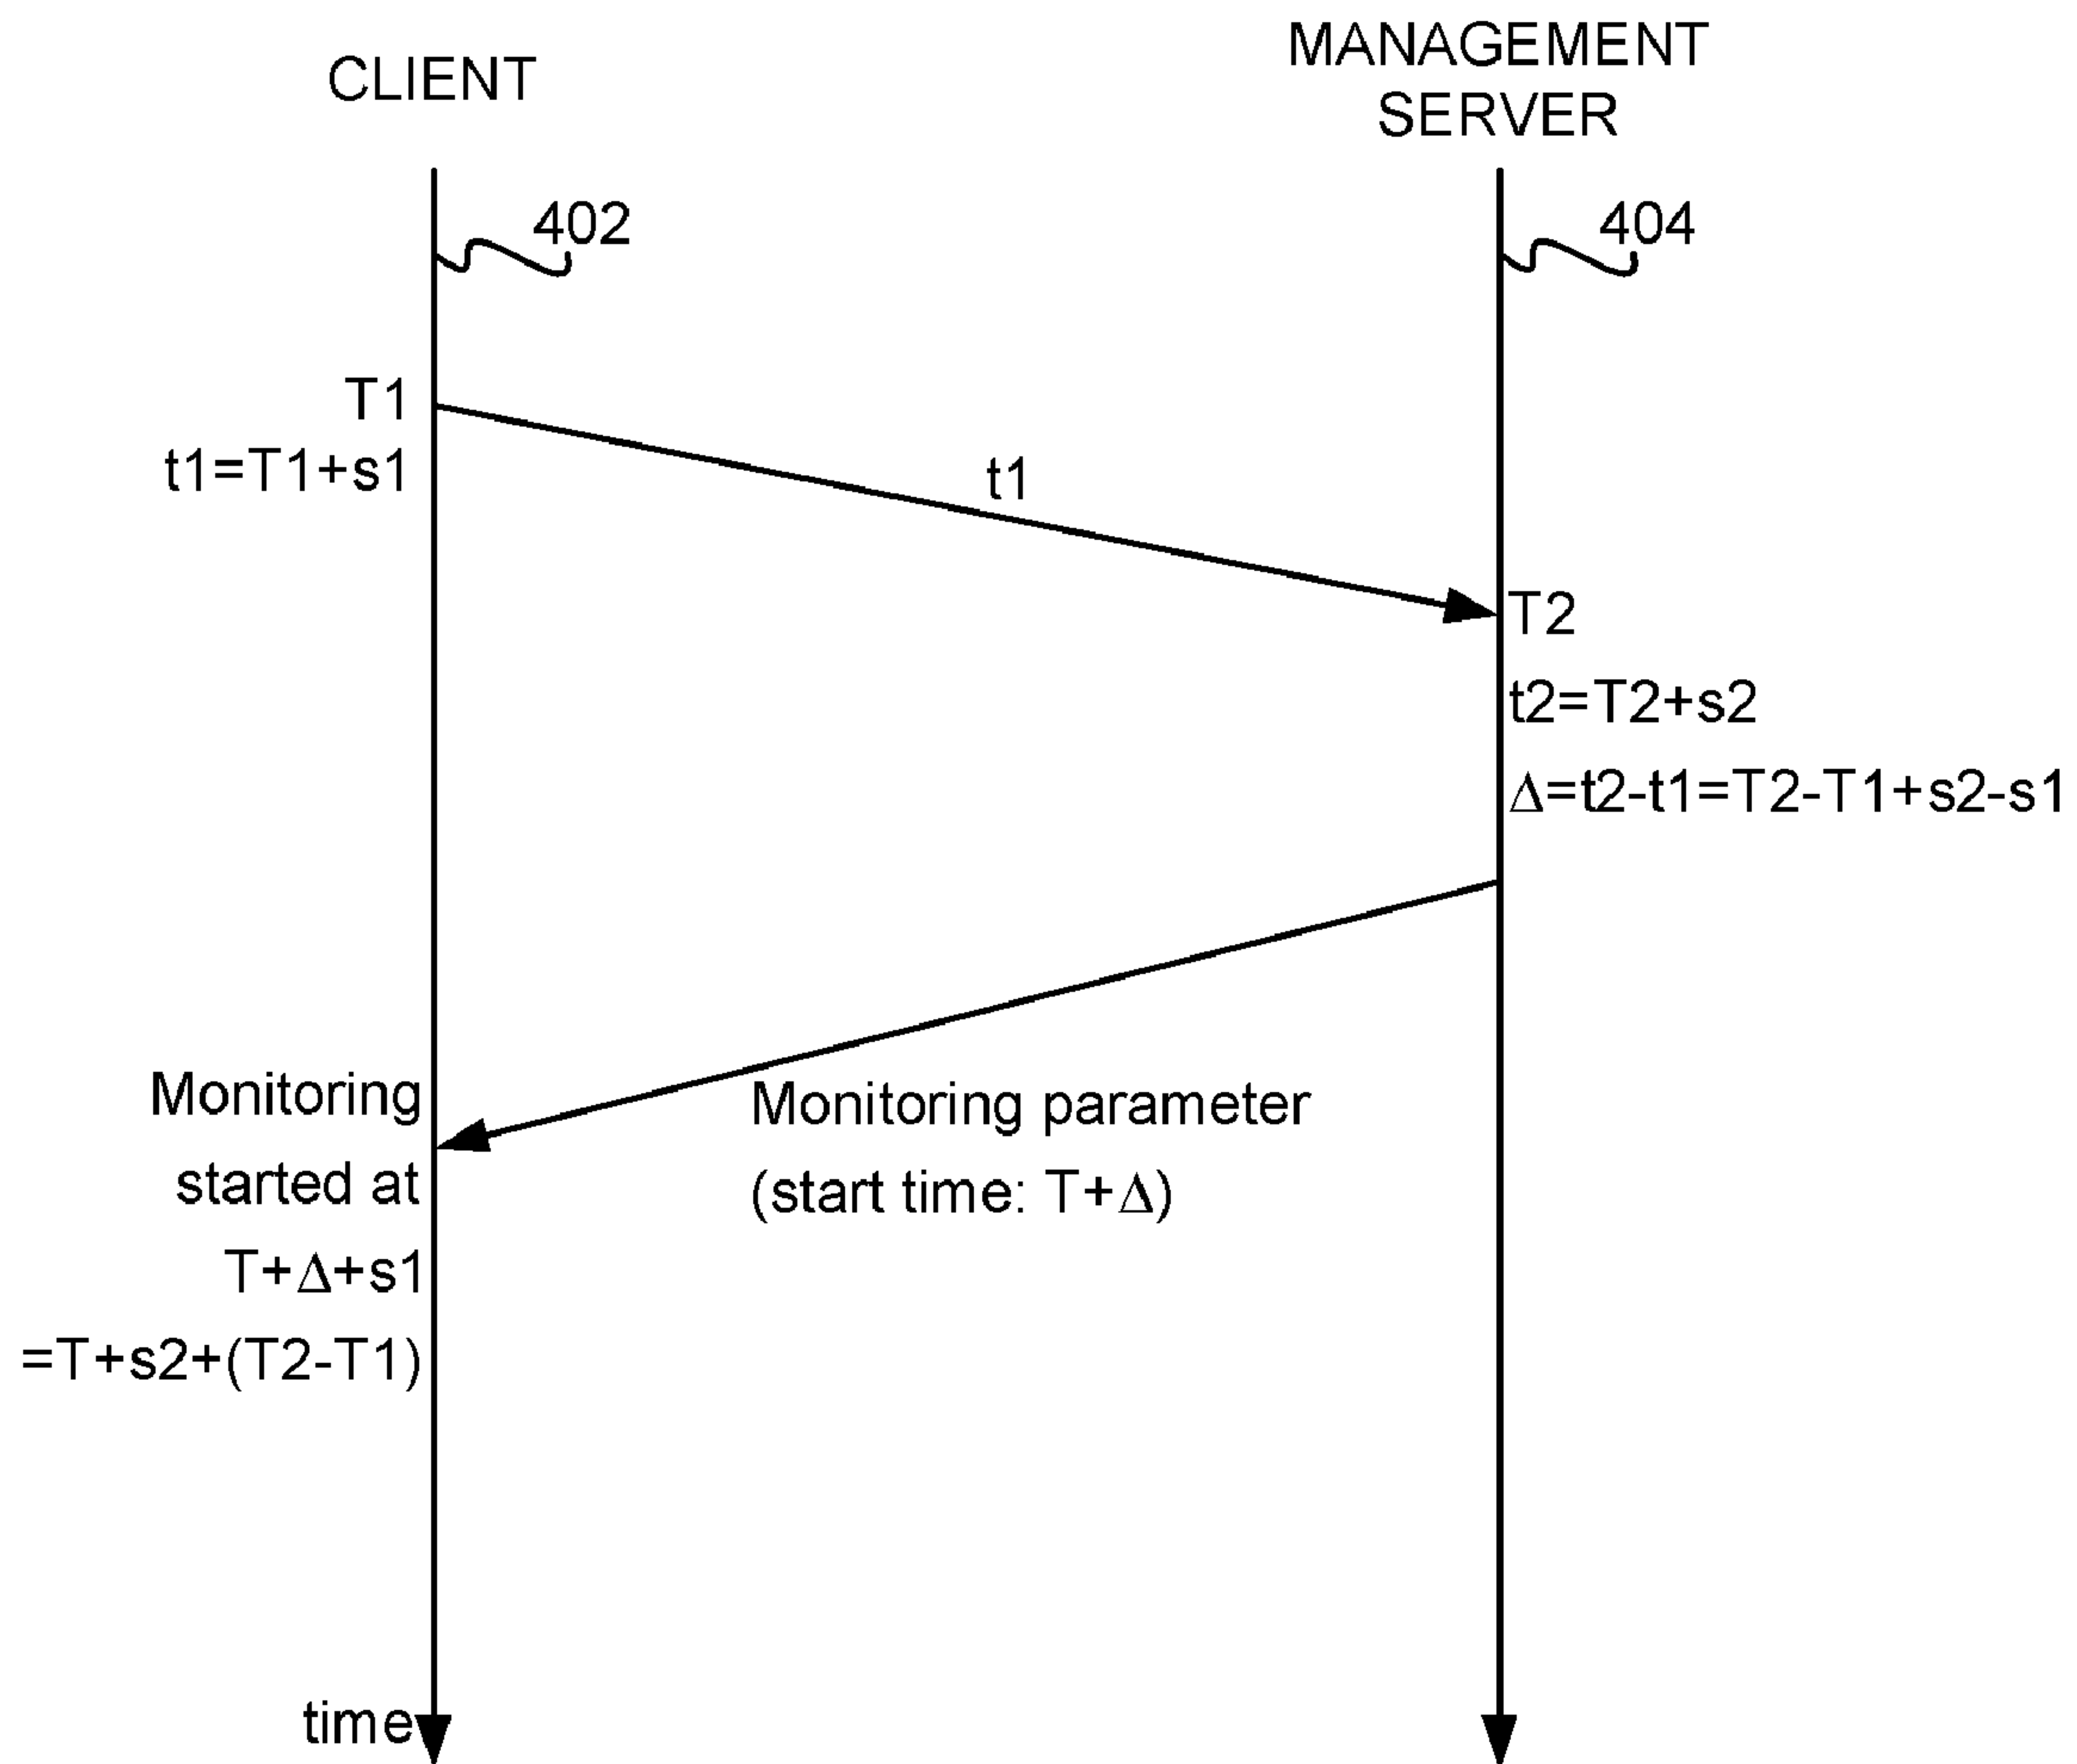 CLIENT
MANAGEMENT
SERVER
402
404
T1
t1=T1+s1
t1
T2
t2=T2+s2
Δ=t2-t1=T2-T1+s2-s1
Monitoring
started at
T+Δ+s1
=T+s2+(T2-T1)
Monitoring parameter
(start time: T+Δ)
time